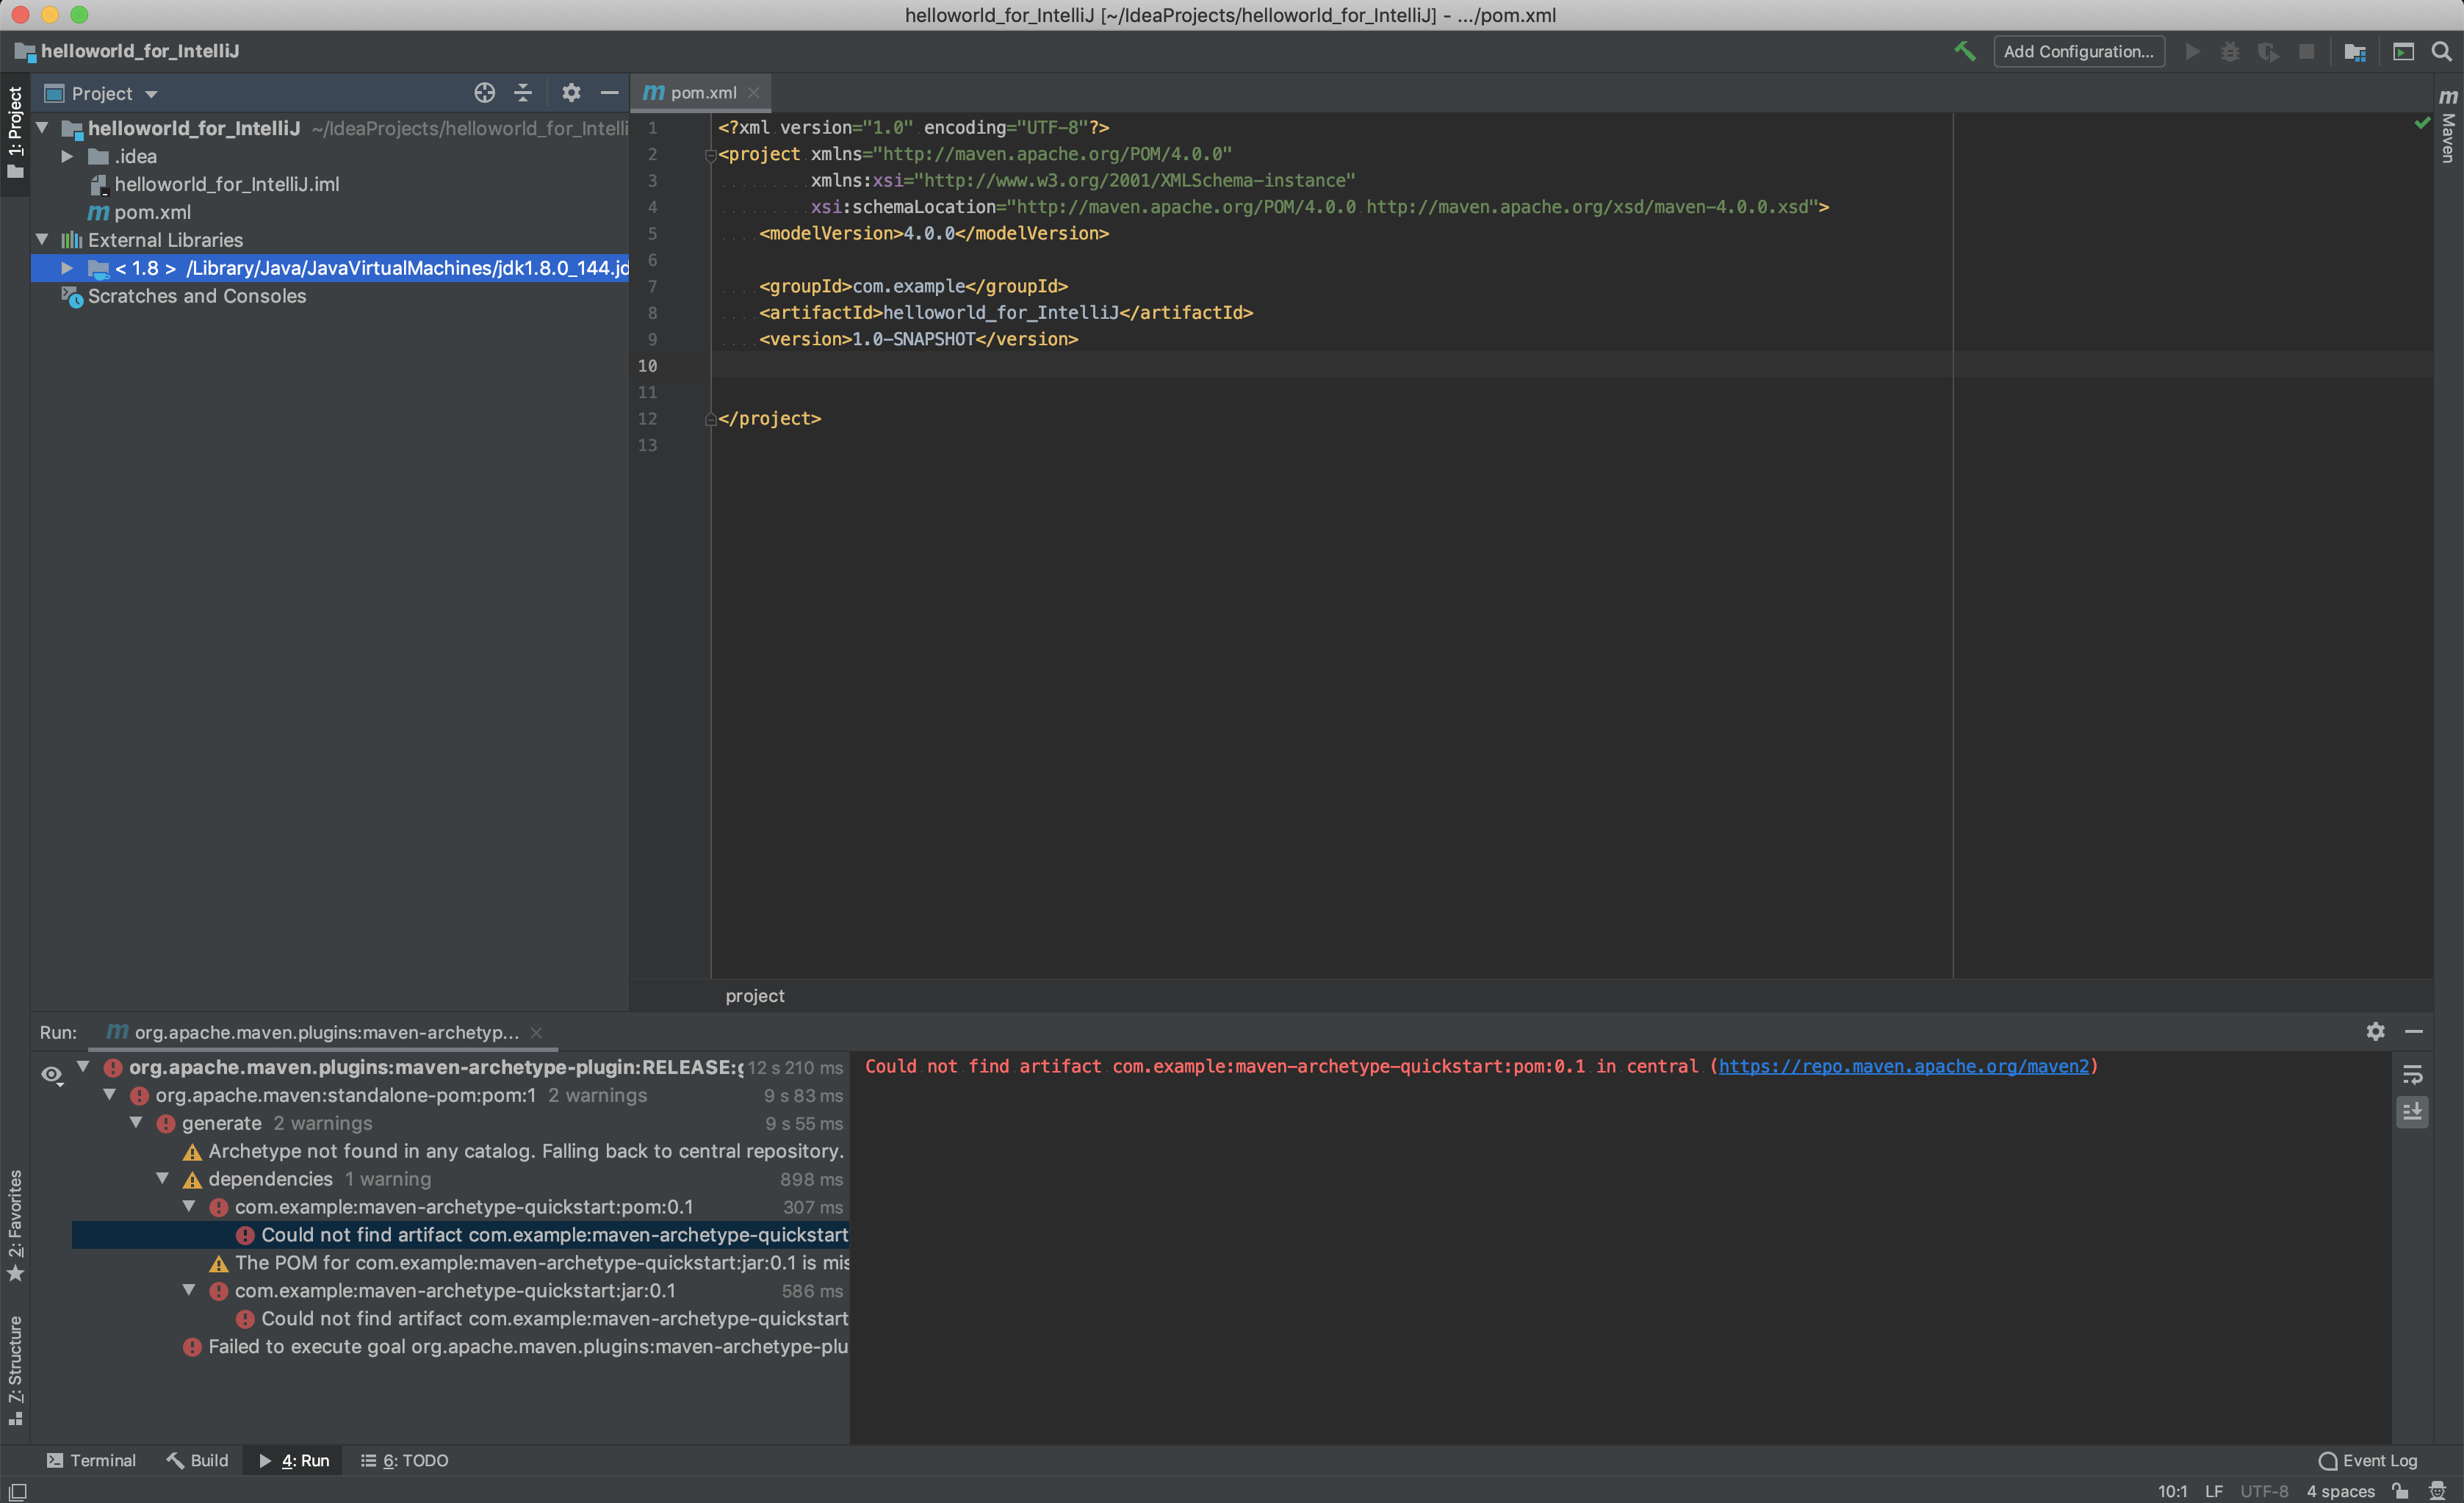 helloworld_for_IntelliJ [~/IdeaProjects/helloworld_for_IntelliJ] - .../pom.xml
helloworld_for_IntelliJ
Add Configuration...
1: Project
Project
helloworld_for_IntelliJ ~/IdeaProjects/helloworld_for_Intelli
.idea
helloworld_for_IntelliJ.iml
m pom.xml
External Libraries
< 1.8 > /Library/Java/JavaVirtualMachines/jdk1.8.0_144.jd
Scratches and Consoles
m pom.xml
1 <?xml version="1.0" encoding="UTF-8"?>
2 <project xmlns="http://maven.apache.org/POM/4.0.0"
3 xmlns:xsi="http://www.w3.org/2001/XMLSchema-instance"
4 xsi:schemaLocation="http://maven.apache.org/POM/4.0.0 http://maven.apache.org/xsd/maven-4.0.0.xsd">
5 <modelVersion>4.0.0</modelVersion>
6
7 <groupId>com.example</groupId>
8 <artifactId>helloworld_for_IntelliJ</artifactId>
9 <version>1.0-SNAPSHOT</version>
10
11
12 </project>
13
project
m Maven
Run: m org.apache.maven.plugins:maven-archetyp...
org.apache.maven.plugins:maven-archetype-plugin:RELEASE:g 12 s 210 ms
org.apache.maven:standalone-pom:pom:1 2 warnings 9 s 83 ms
generate 2 warnings 9 s 55 ms
Archetype not found in any catalog. Falling back to central repository.
dependencies 1 warning 898 ms
com.example:maven-archetype-quickstart:pom:0.1 307 ms
Could not find artifact com.example:maven-archetype-quickstart
The POM for com.example:maven-archetype-quickstart:jar:0.1 is mis
com.example:maven-archetype-quickstart:jar:0.1 586 ms
Could not find artifact com.example:maven-archetype-quickstart
Failed to execute goal org.apache.maven.plugins:maven-archetype-plu
Could not find artifact com.example:maven-archetype-quickstart:pom:0.1 in central (https://repo.maven.apache.org/maven2)
2: Favorites
7: Structure
Terminal
Build
4: Run
6: TODO
Event Log
10:1 LF UTF-8 4 spaces